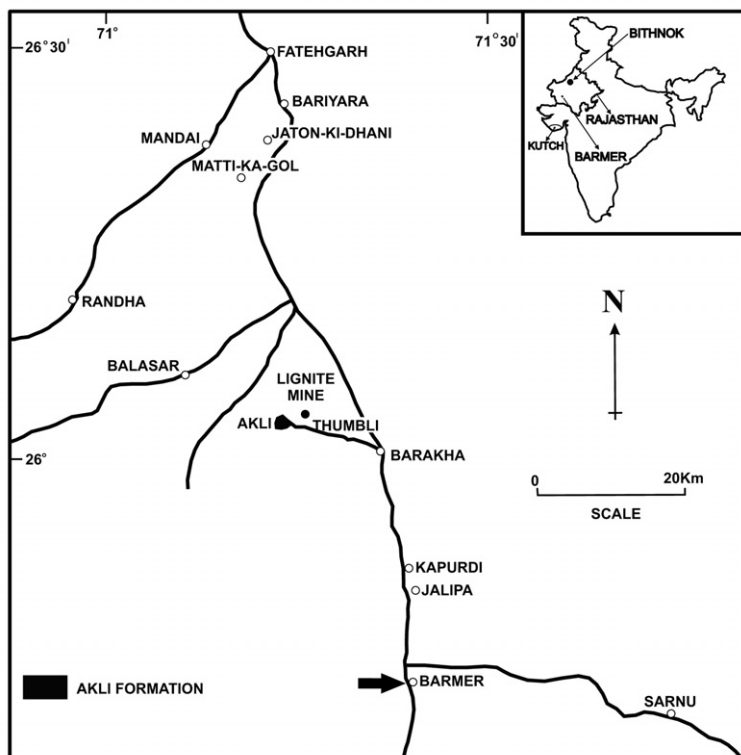 71°
71°30'
26°30'
FATEHGARH
BARIYARA
JATON-KI-DHANI
MANDAI
MATTI-KA-GOL
BITHNOK
RAJASTHAN
KUTCH
BARMER
RANDHA
N
BALASAR
LIGNITE
MINE
AKLI
THUMBLI
BARAKHA
26°
0
20Km
SCALE
KAPURDI
JALIPA
AKLI FORMATION
BARMER
SARNU